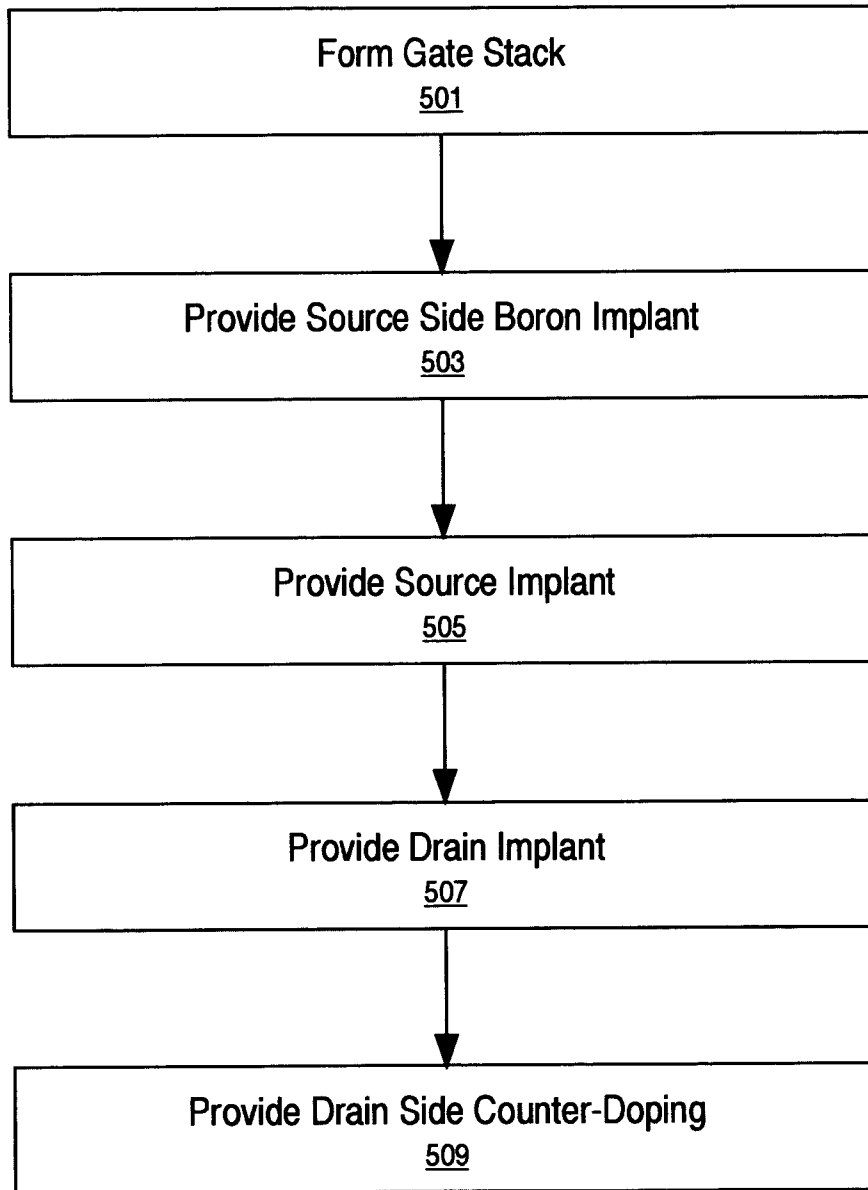 Form Gate Stack
501
Provide Source Side Boron Implant
503
Provide Source Implant
505
Provide Drain Implant
507
Provide Drain Side Counter-Doping
509